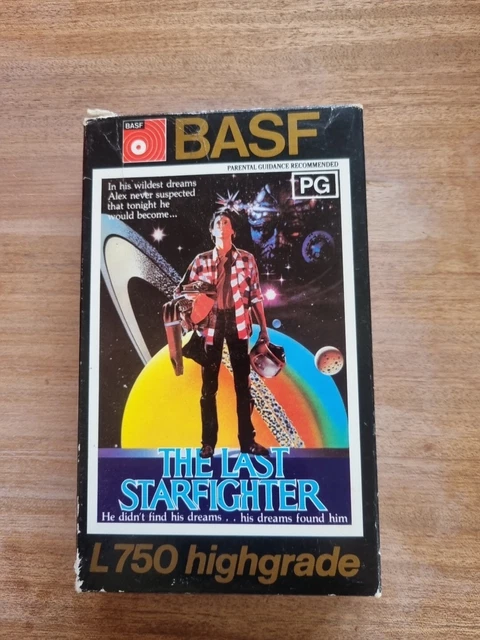 BASF
BASF
PARENTAL GUIDANCE RECOMMENDED
PG
In his wildest dreams
Alex never suspected
that tonight he
would become...
THE LAST
STARFIGHTER
He didn't find his dreams . . his dreams found him
L750 highgrade